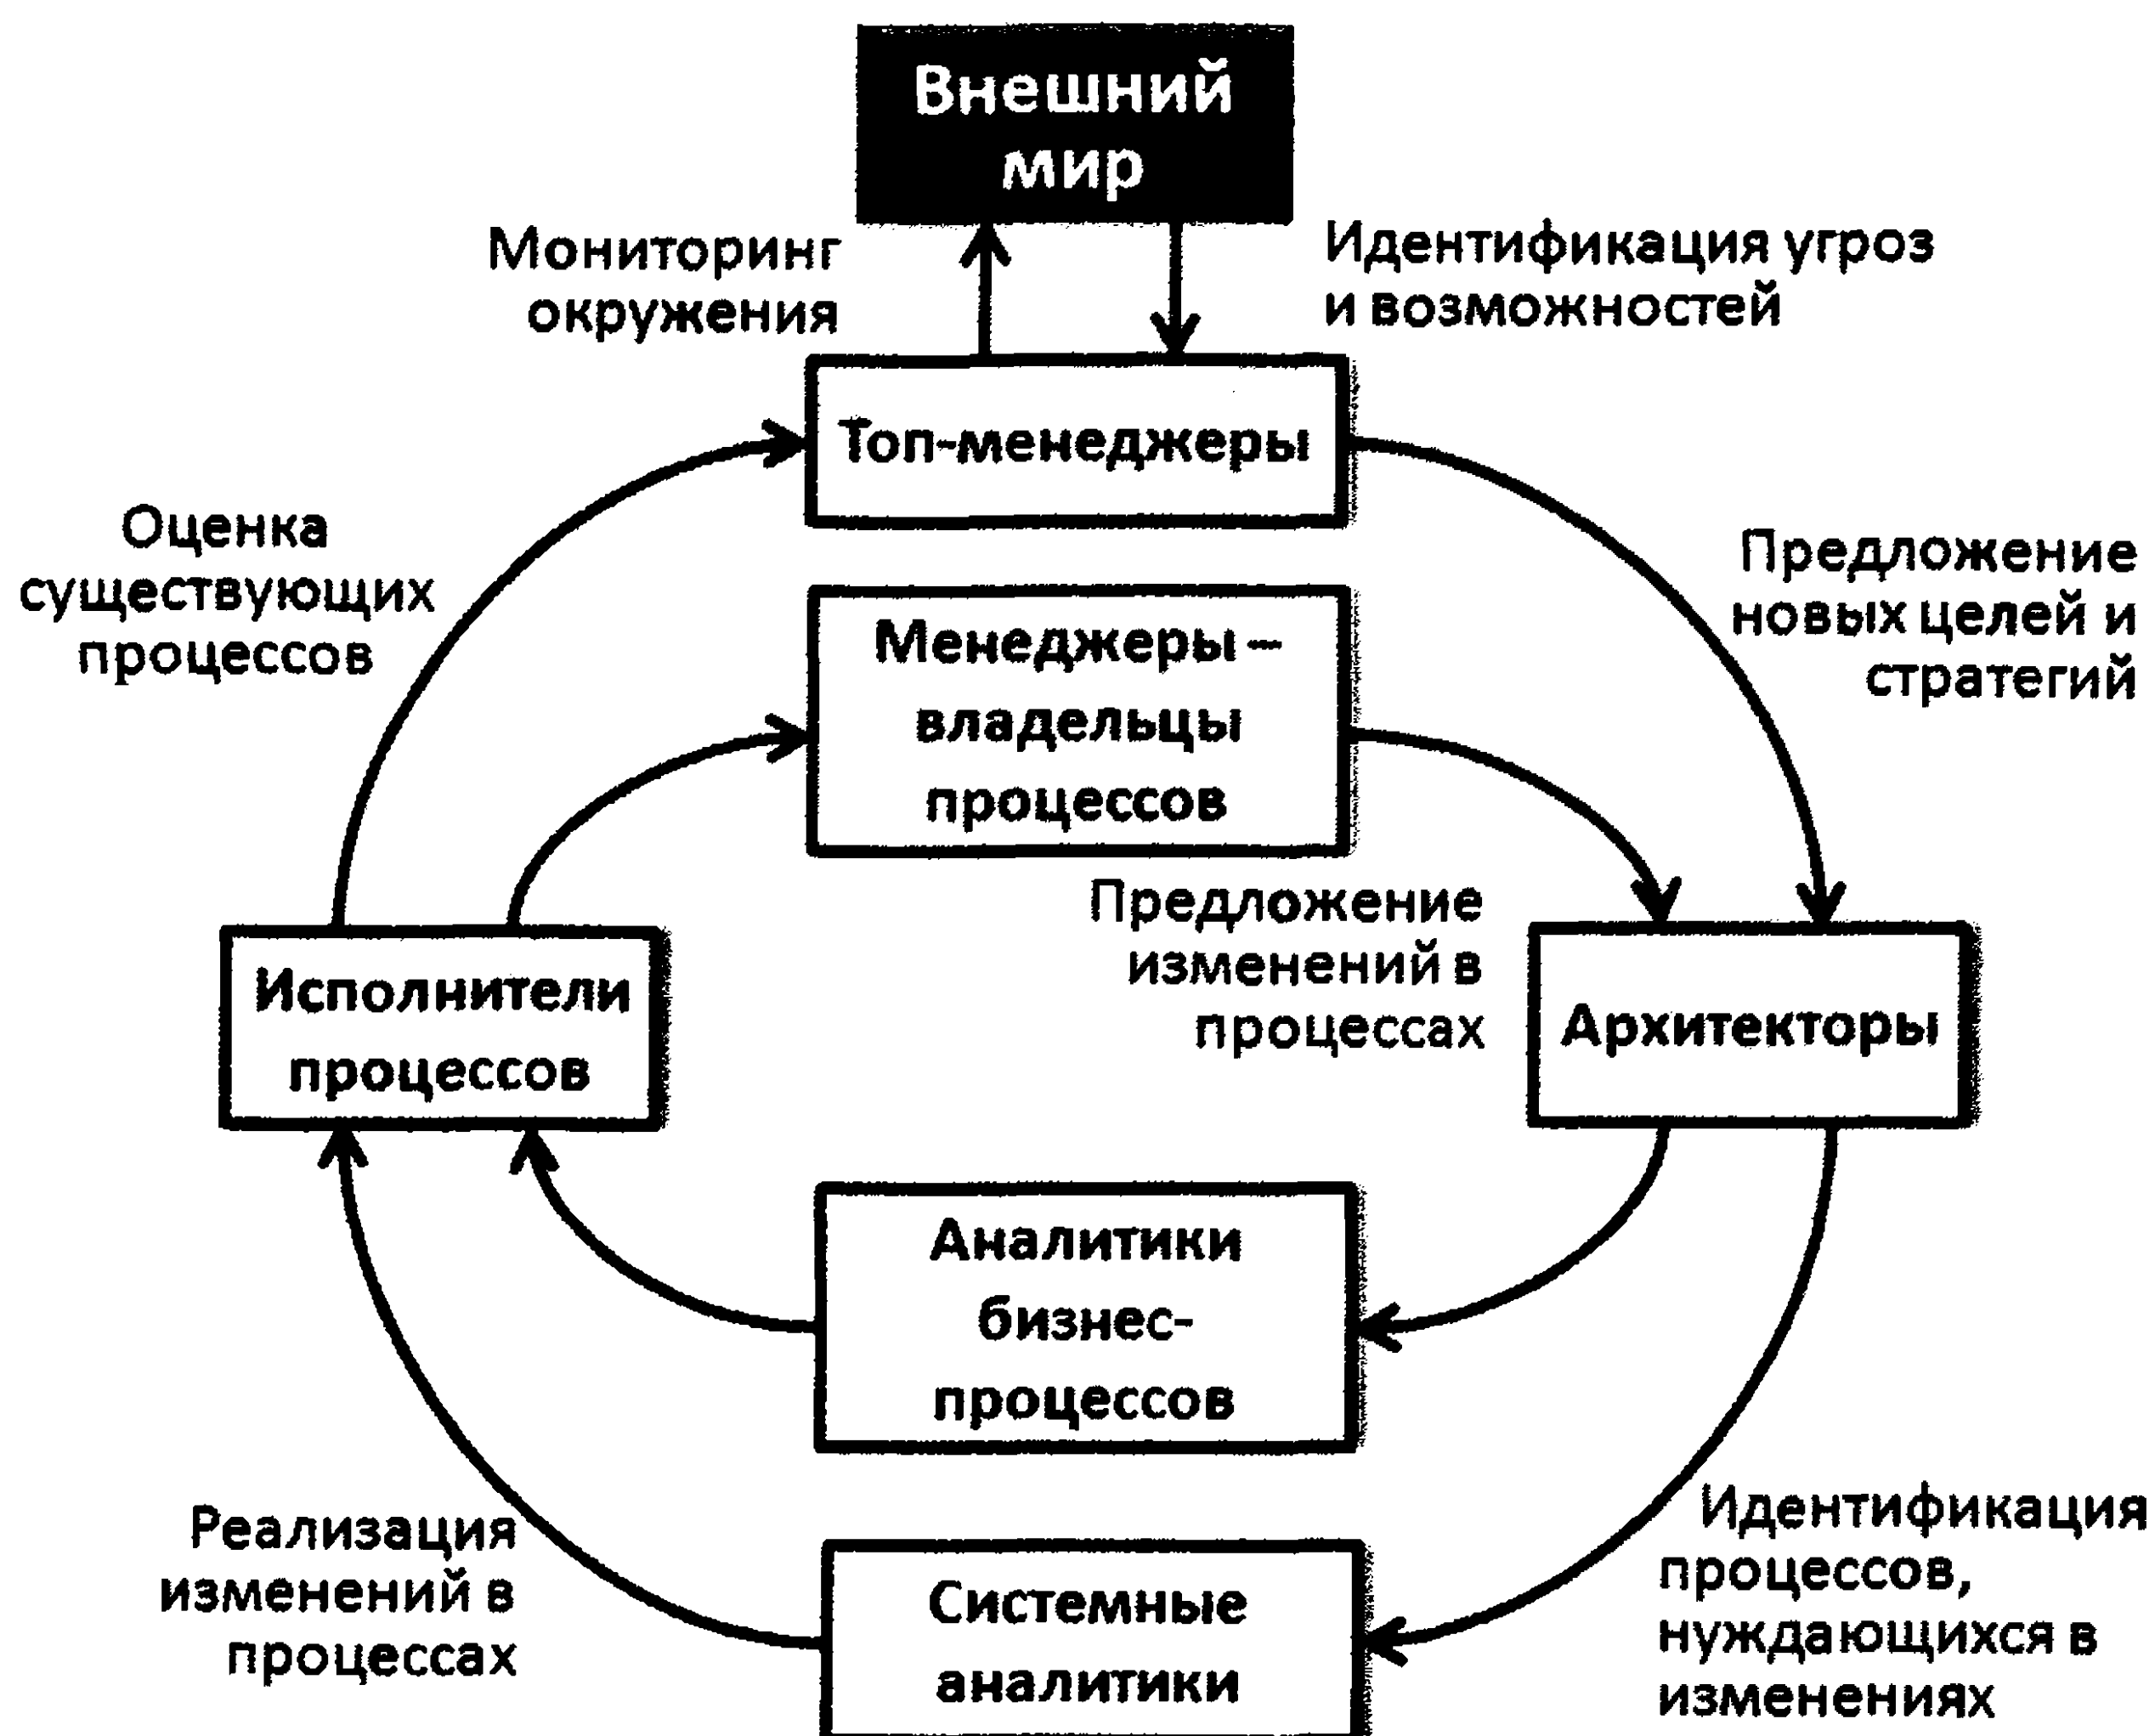 Внешний
мир
Мониторинг
окружения
Идентификация угроз
и возможностей
Топ-менеджеры
Оценка
существующих
процессов
Предложение
новых целей и
стратегий
Менеджеры –
владельцы
процессов
Предложение
изменений в
процессах
Исполнители
процессов
Архитекторы
Аналитики
бизнес-
процессов
Реализация
изменений в
процессах
Идентификация
процессов,
нуждающихся в
изменениях
Системные
аналитики